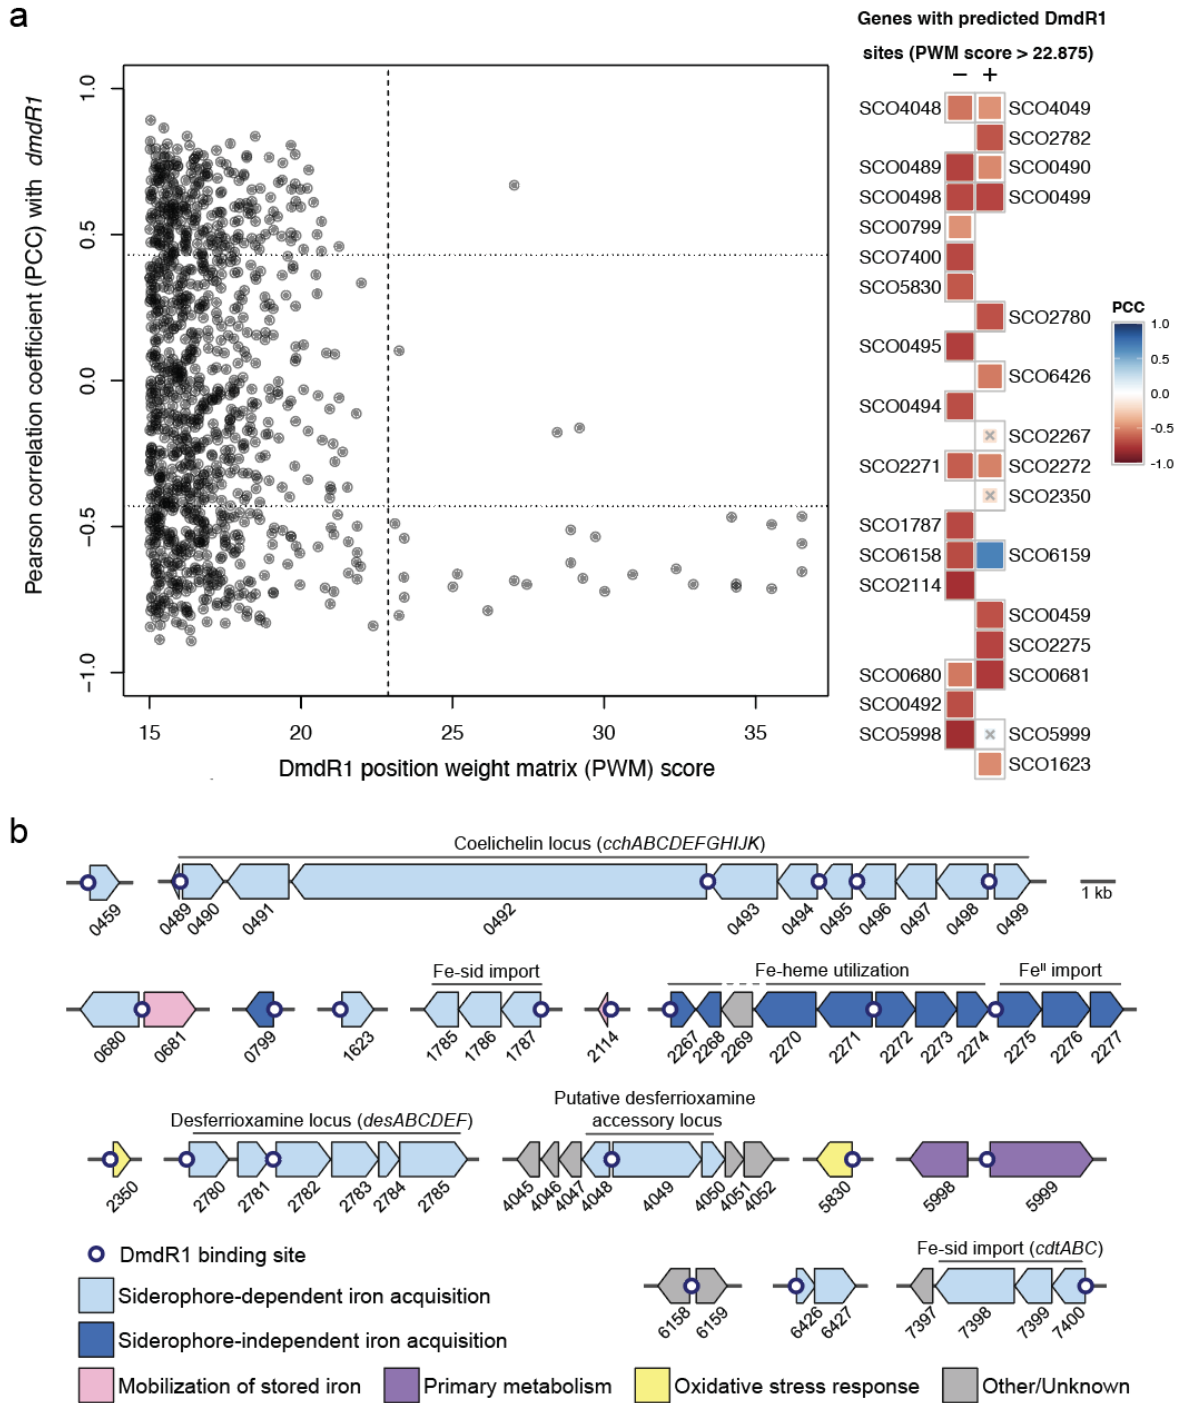 a
Genes with predicted DmdR1
sites (PWM score > 22.875)
− +
Pearson correlation coefficient (PCC) with dmdR1
1.0
0.5
0.0
−0.5
−1.0
15 20 25 30 35
DmdR1 position weight matrix (PWM) score
SCO4048 SCO4049
SCO2782
SCO0489 SCO0490
SCO0498 SCO0499
SCO0799
SCO7400
SCO5830
SCO2780
SCO0495
SCO6426
SCO0494
SCO2267
SCO2271 SCO2272
SCO2350
SCO1787
SCO6158 SCO6159
SCO2114
SCO0459
SCO2275
SCO0680 SCO0681
SCO0492
SCO5998 SCO5999
SCO1623
PCC
1.0
0.5
0.0
-0.5
-1.0
b
Coelichelin locus (cchABCDEFGHIJK)
1 kb
0459 0489 0490 0491 0492 0493 0494 0495 0496 0497 0498 0499
Fe-sid import Fe-heme utilization Feᴵᴵ import
0680 0681 0799 1623 1785 1786 1787 2114 2267 2268 2269 2270 2271 2272 2273 2274 2275 2276 2277
Desferrioxamine locus (desABCDEF)
Putative desferrioxamine
accessory locus
2350 2780 2781 2782 2783 2784 2785 4045 4046 4047 4048 4049 4050 4051 4052 5830 5998 5999
DmdR1 binding site
Fe-sid import (cdtABC)
6158 6159 6426 6427 7397 7398 7399 7400
Siderophore-dependent iron acquisition
Siderophore-independent iron acquisition
Mobilization of stored iron Primary metabolism Oxidative stress response Other/Unknown